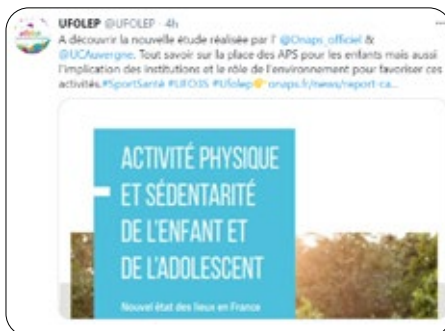 UFOLEP @UFOLEP · 4h
A découvrir la nouvelle étude réalisée par l' @Onaps_officiel &
@UCAuvergne. Tout savoir sur la place des APS pour les enfants mais aussi
l'implication des institutions et le rôle de l'environnement pour favoriser ces
activités.#SportSanté #UFO3S #Ufolep👉 onaps.fr/news/report-ca...
ACTIVITÉ PHYSIQUE
ET SÉDENTARITÉ
DE L'ENFANT ET
DE L'ADOLESCENT
Nouvel état des lieux en France